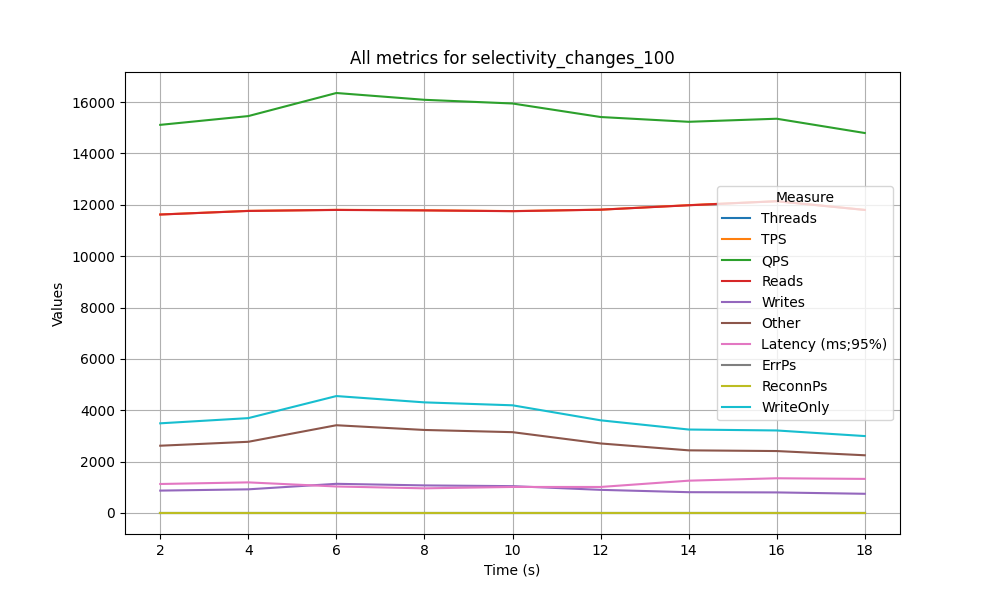 All metrics for selectivity_changes_100
16000
14000
12000
10000
8000
6000
4000
2000
0
Values
Measure
Threads
TPS
QPS
Reads
Writes
Other
Latency (ms;95%)
ErrPs
ReconnPs
WriteOnly
2 4 6 8 10 12 14 16 18
Time (s)